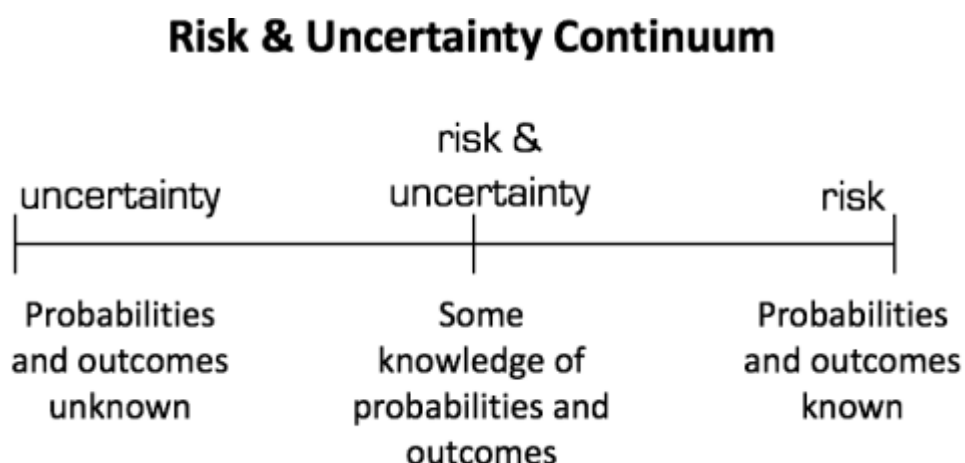 Risk & Uncertainty Continuum
risk &
uncertainty
uncertainty
risk
Probabilities
and outcomes
unknown
Some
knowledge of
probabilities and
outcomes
Probabilities
and outcomes
known